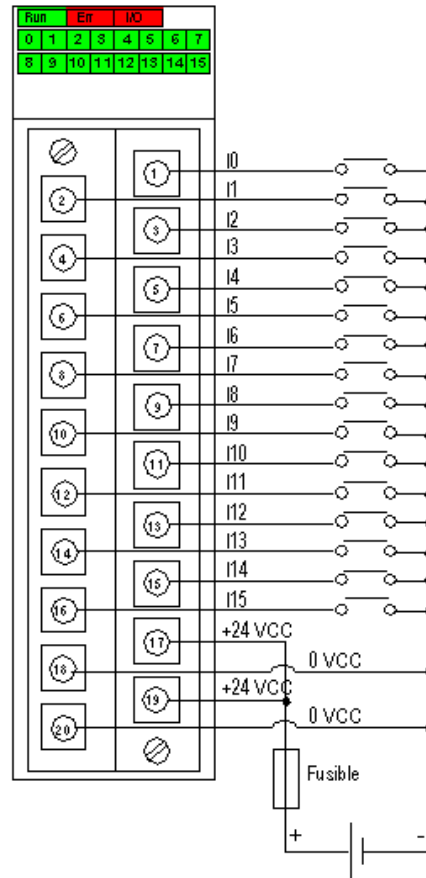 Run Err I/O
0 1 2 3 4 5 6 7
8 9 10 11 12 13 14 15
1 I0
2 I1
3 I2
4 I3
5 I4
6 I5
7 I6
8 I7
9 I8
10 I9
11 I10
12 I11
13 I12
14 I13
15 I14
16 I15
17 +24 VCC
18 0 VCC
19 +24 VCC
20 0 VCC
Fusible
+ -